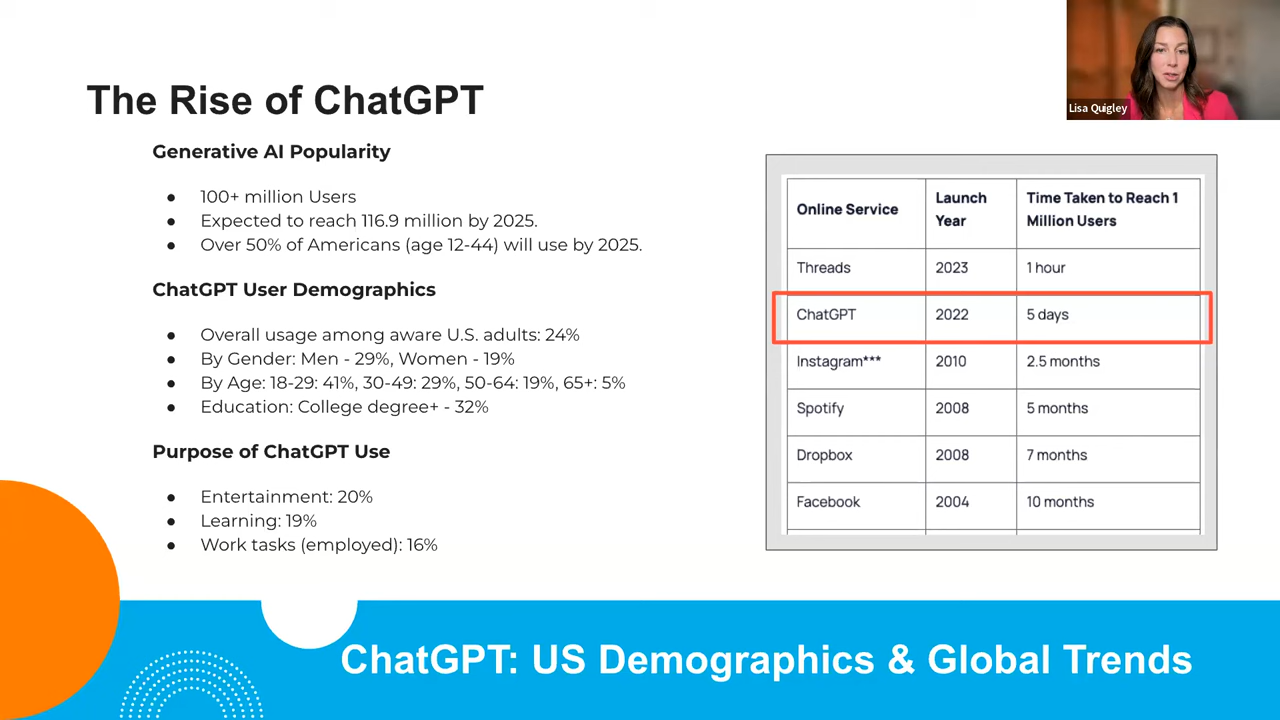 Lisa Quigley
The Rise of ChatGPT
Generative AI Popularity
● 100+ million Users
● Expected to reach 116.9 million by 2025.
● Over 50% of Americans (age 12-44) will use by 2025.
ChatGPT User Demographics
● Overall usage among aware U.S. adults: 24%
● By Gender: Men - 29%, Women - 19%
● By Age: 18-29: 41%, 30-49: 29%, 50-64: 19%, 65+: 5%
● Education: College degree+ - 32%
Purpose of ChatGPT Use
● Entertainment: 20%
● Learning: 19%
● Work tasks (employed): 16%
Online Service Launch Year Time Taken to Reach 1 Million Users
Threads 2023 1 hour
ChatGPT 2022 5 days
Instagram*** 2010 2.5 months
Spotify 2008 5 months
Dropbox 2008 7 months
Facebook 2004 10 months
ChatGPT: US Demographics & Global Trends